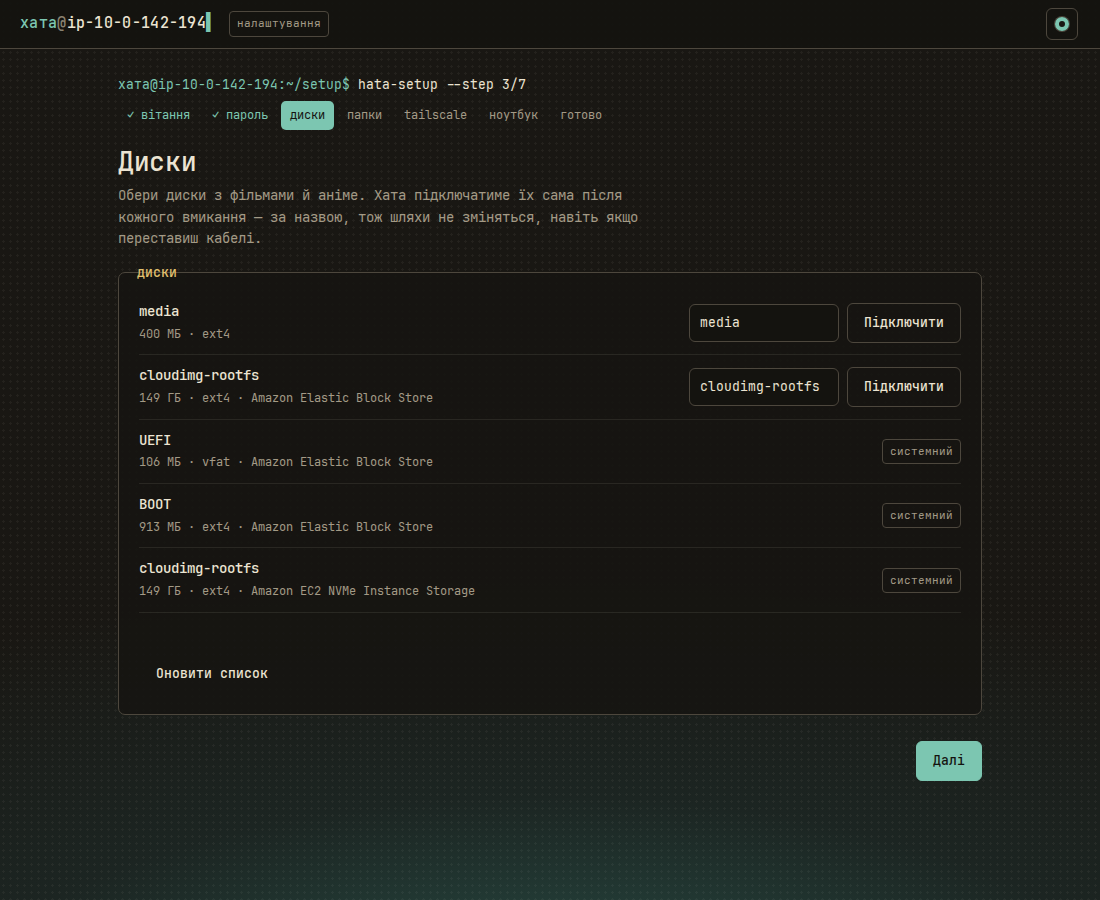 хата@ip-10-0-142-194 налаштування
хата@ip-10-0-142-194:~/setup$ hata-setup --step 3/7
✓ вітання ✓ пароль диски папки tailscale ноутбук готово
Диски
Обери диски з фільмами й аніме. Хата підключатиме їх сама після
кожного вмикання — за назвою, тож шляхи не зміняться, навіть якщо
переставиш кабелі.
диски
media
400 МБ · ext4
media Підключити
cloudimg-rootfs
149 ГБ · ext4 · Amazon Elastic Block Store
cloudimg-rootfs Підключити
UEFI
106 МБ · vfat · Amazon Elastic Block Store
системний
BOOT
913 МБ · ext4 · Amazon Elastic Block Store
системний
cloudimg-rootfs
149 ГБ · ext4 · Amazon EC2 NVMe Instance Storage
системний
Оновити список
Далі